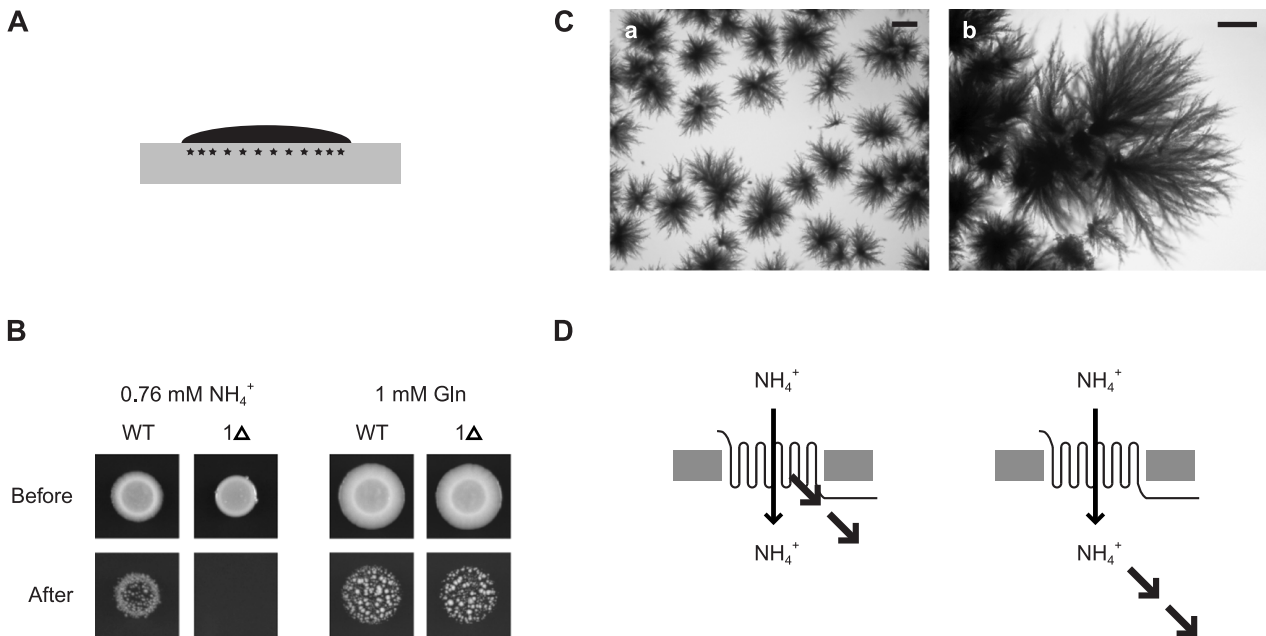 A
C
a
b
B
0.76 mM NH₄⁺
1 mM Gln
WT
1Δ
WT
1Δ
Before
After
D
NH₄⁺
NH₄⁺
NH₄⁺
NH₄⁺